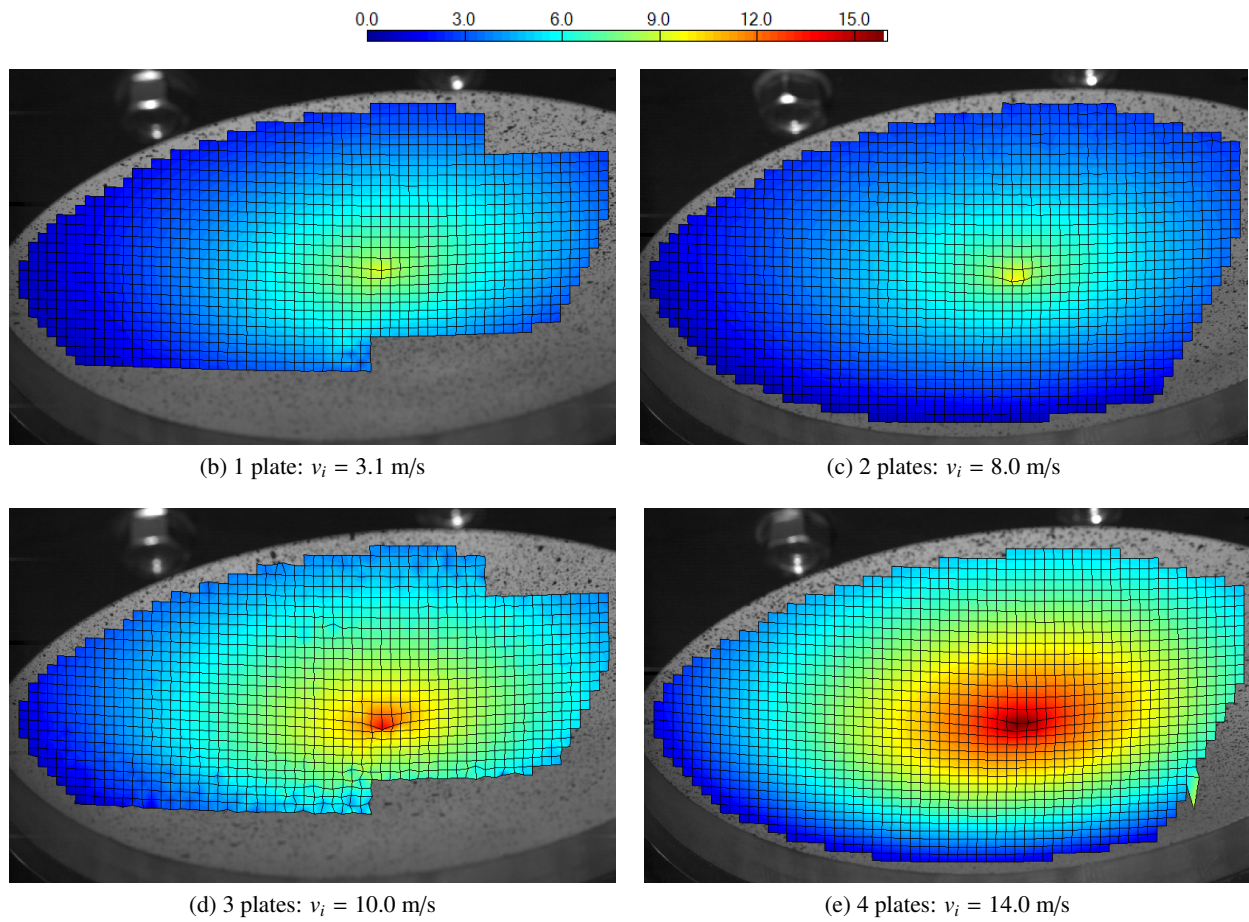 0.0 3.0 6.0 9.0 12.0 15.0
(b) 1 plate: v_i = 3.1 m/s
(c) 2 plates: v_i = 8.0 m/s
(d) 3 plates: v_i = 10.0 m/s
(e) 4 plates: v_i = 14.0 m/s